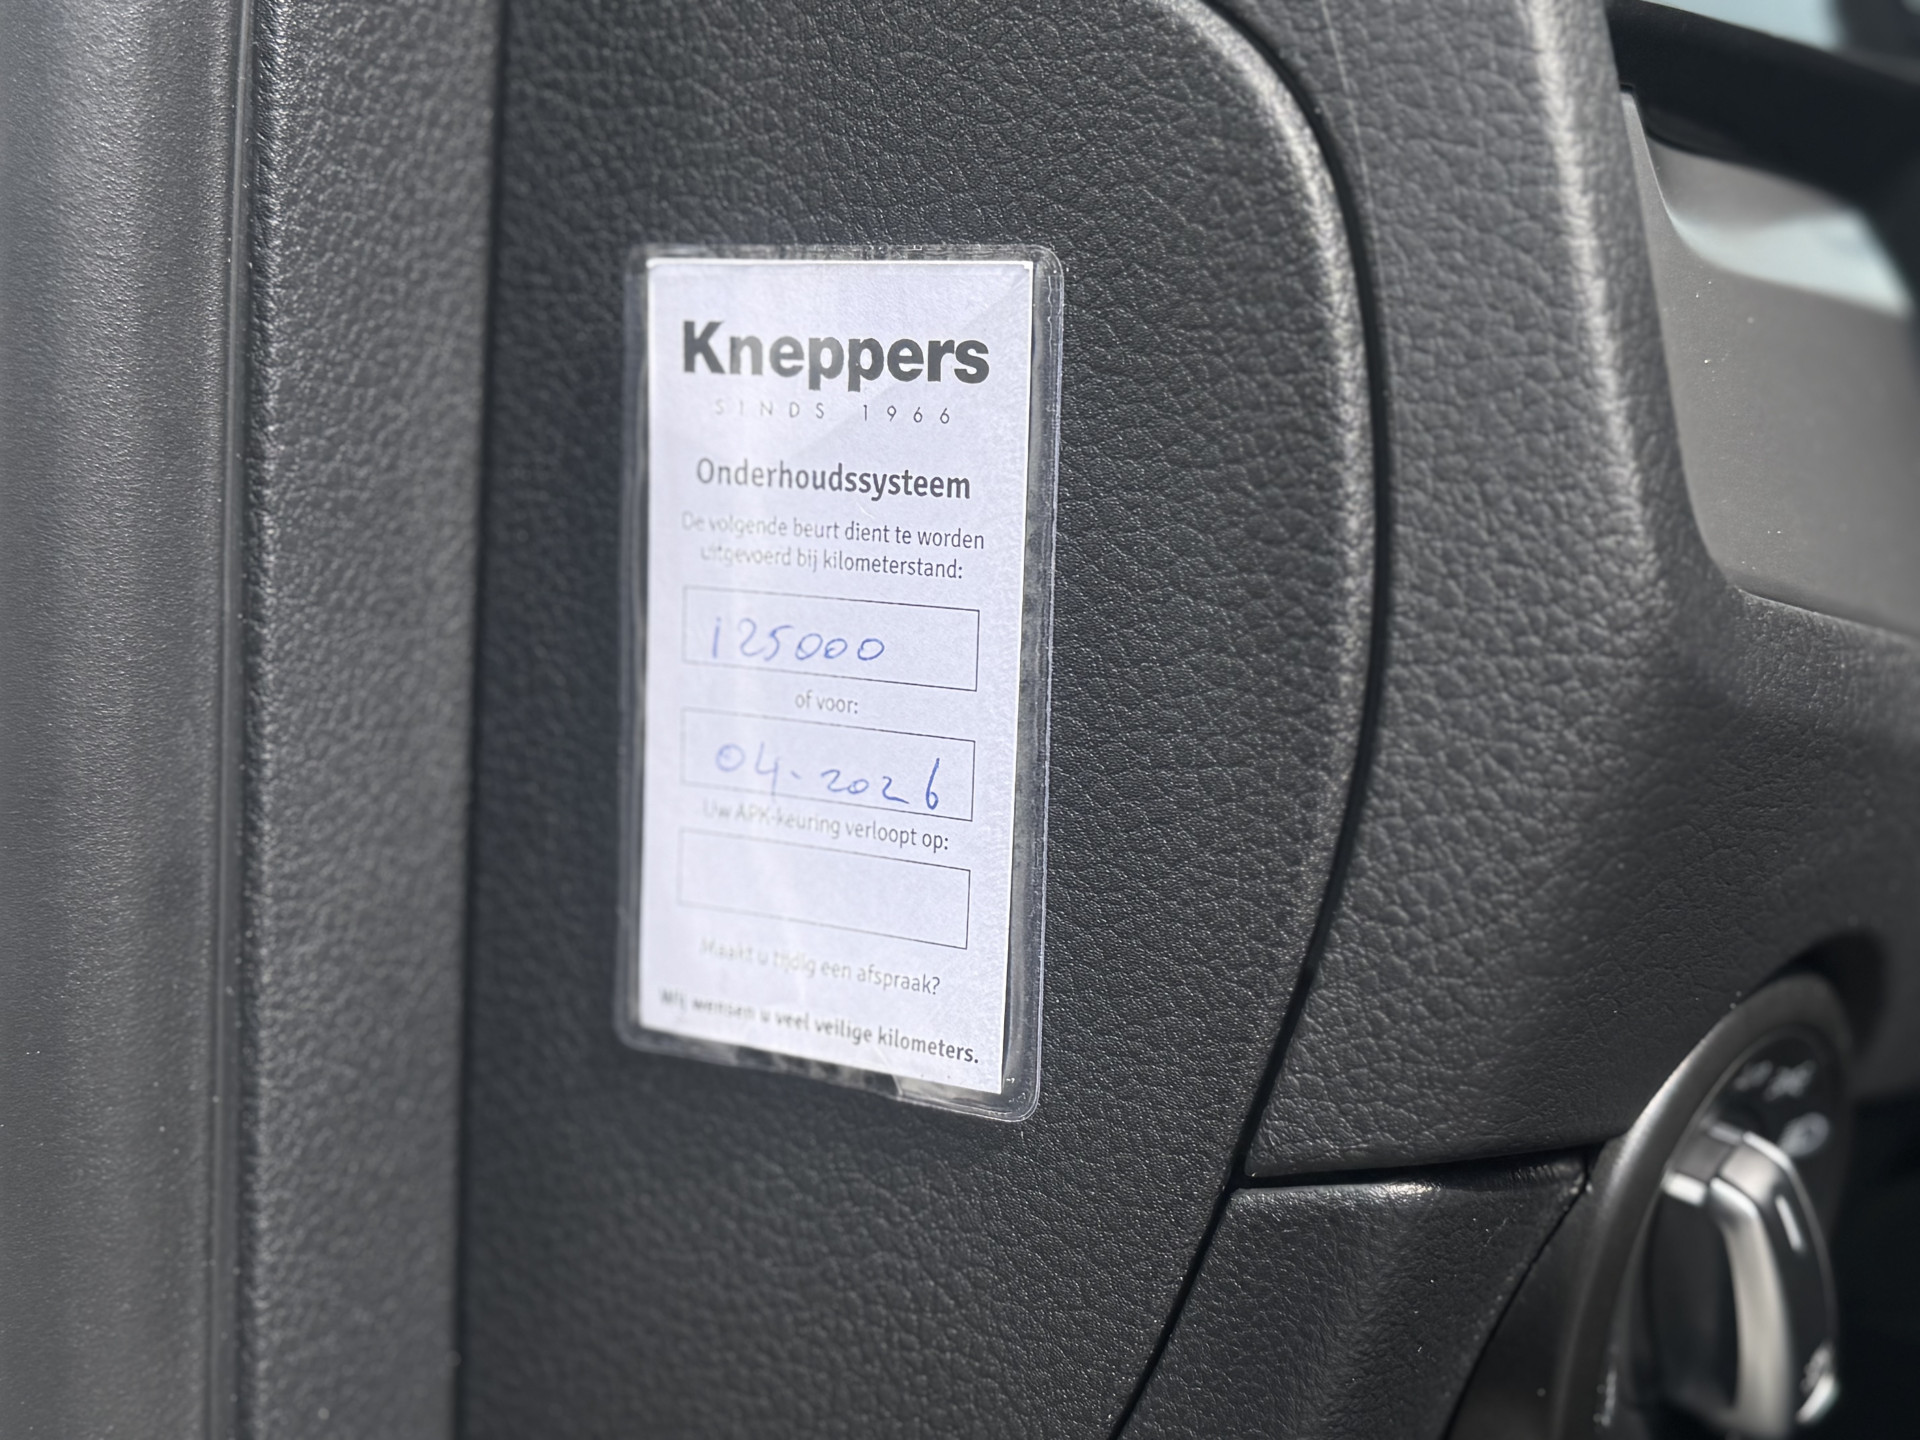 Kneppers
SINDS 1966
Onderhoudssysteem
De volgende beurt dient te worden
uitgevoerd bij kilometerstand:
125000
of voor:
04-2026
Uw APK-keuring verloopt op:
Maakt u tijdig een afspraak?
Wij wensen u veel veilige kilometers.